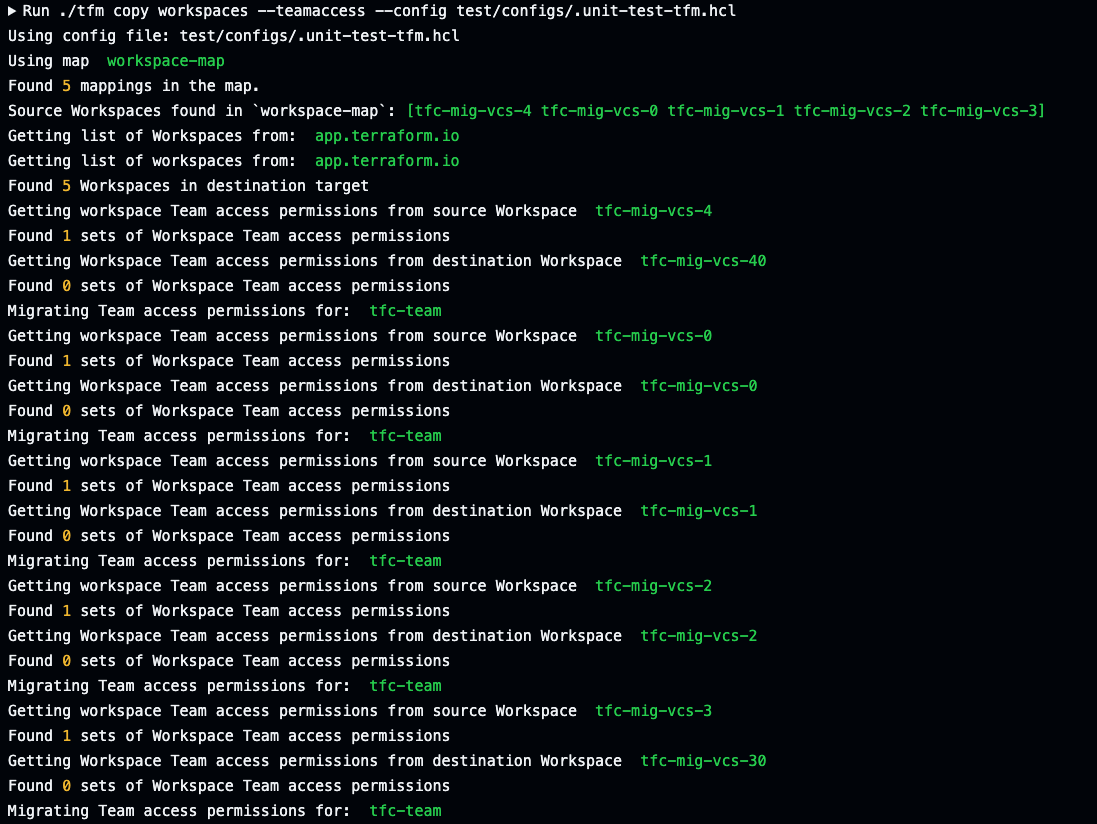 ▶ Run ./tfm copy workspaces --teamaccess --config test/configs/.unit-test-tfm.hcl
Using config file: test/configs/.unit-test-tfm.hcl
Using map  workspace-map
Found 5 mappings in the map.
Source Workspaces found in `workspace-map`: [tfc-mig-vcs-4 tfc-mig-vcs-0 tfc-mig-vcs-1 tfc-mig-vcs-2 tfc-mig-vcs-3]
Getting list of Workspaces from:  app.terraform.io
Getting list of workspaces from:  app.terraform.io
Found 5 Workspaces in destination target
Getting workspace Team access permissions from source Workspace  tfc-mig-vcs-4
Found 1 sets of Workspace Team access permissions
Getting Workspace Team access permissions from destination Workspace  tfc-mig-vcs-40
Found 0 sets of Workspace Team access permissions
Migrating Team access permissions for:  tfc-team
Getting workspace Team access permissions from source Workspace  tfc-mig-vcs-0
Found 1 sets of Workspace Team access permissions
Getting Workspace Team access permissions from destination Workspace  tfc-mig-vcs-0
Found 0 sets of Workspace Team access permissions
Migrating Team access permissions for:  tfc-team
Getting workspace Team access permissions from source Workspace  tfc-mig-vcs-1
Found 1 sets of Workspace Team access permissions
Getting Workspace Team access permissions from destination Workspace  tfc-mig-vcs-1
Found 0 sets of Workspace Team access permissions
Migrating Team access permissions for:  tfc-team
Getting workspace Team access permissions from source Workspace  tfc-mig-vcs-2
Found 1 sets of Workspace Team access permissions
Getting Workspace Team access permissions from destination Workspace  tfc-mig-vcs-2
Found 0 sets of Workspace Team access permissions
Migrating Team access permissions for:  tfc-team
Getting workspace Team access permissions from source Workspace  tfc-mig-vcs-3
Found 1 sets of Workspace Team access permissions
Getting Workspace Team access permissions from destination Workspace  tfc-mig-vcs-30
Found 0 sets of Workspace Team access permissions
Migrating Team access permissions for:  tfc-team